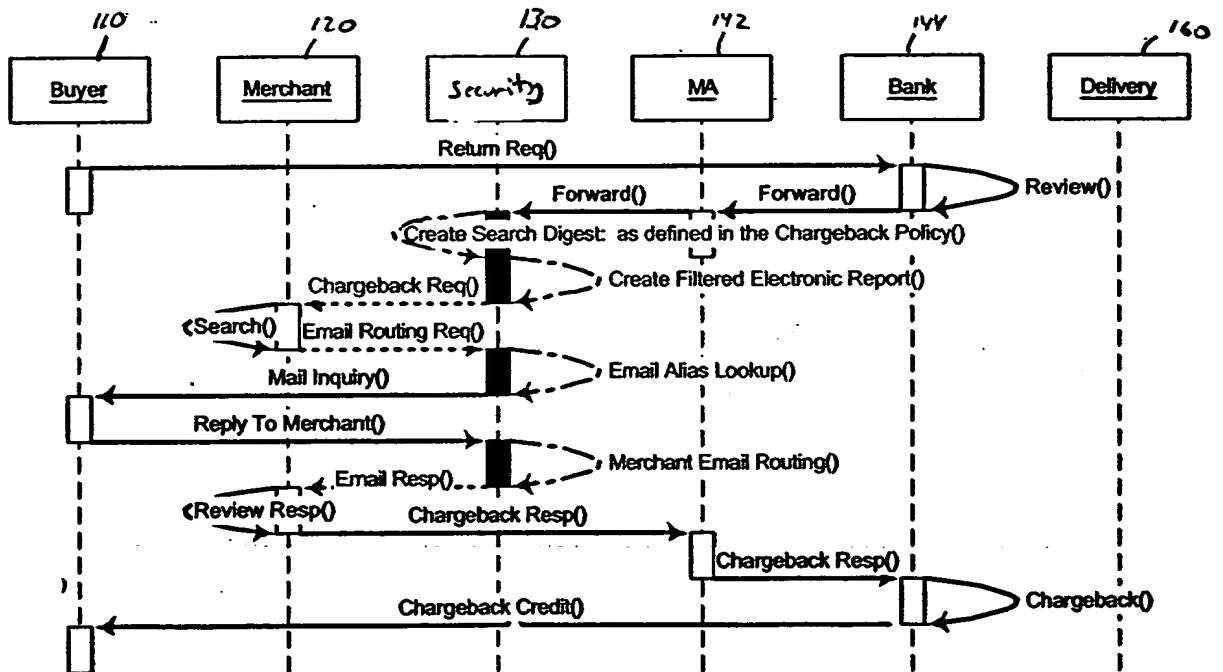 110 120 130 142 144 160
Buyer Merchant Security MA Bank Delivery
Return Req()
Review()
Forward() Forward()
Create Search Digest: as defined in the Chargeback Policy()
Create Filtered Electronic Report()
Chargeback Req()
Search() Email Routing Req()
Email Alias Lookup()
Mail Inquiry()
Reply To Merchant()
Merchant Email Routing()
Email Resp()
Review Resp() Chargeback Resp()
Chargeback Resp()
)
Chargeback()
Chargeback Credit()